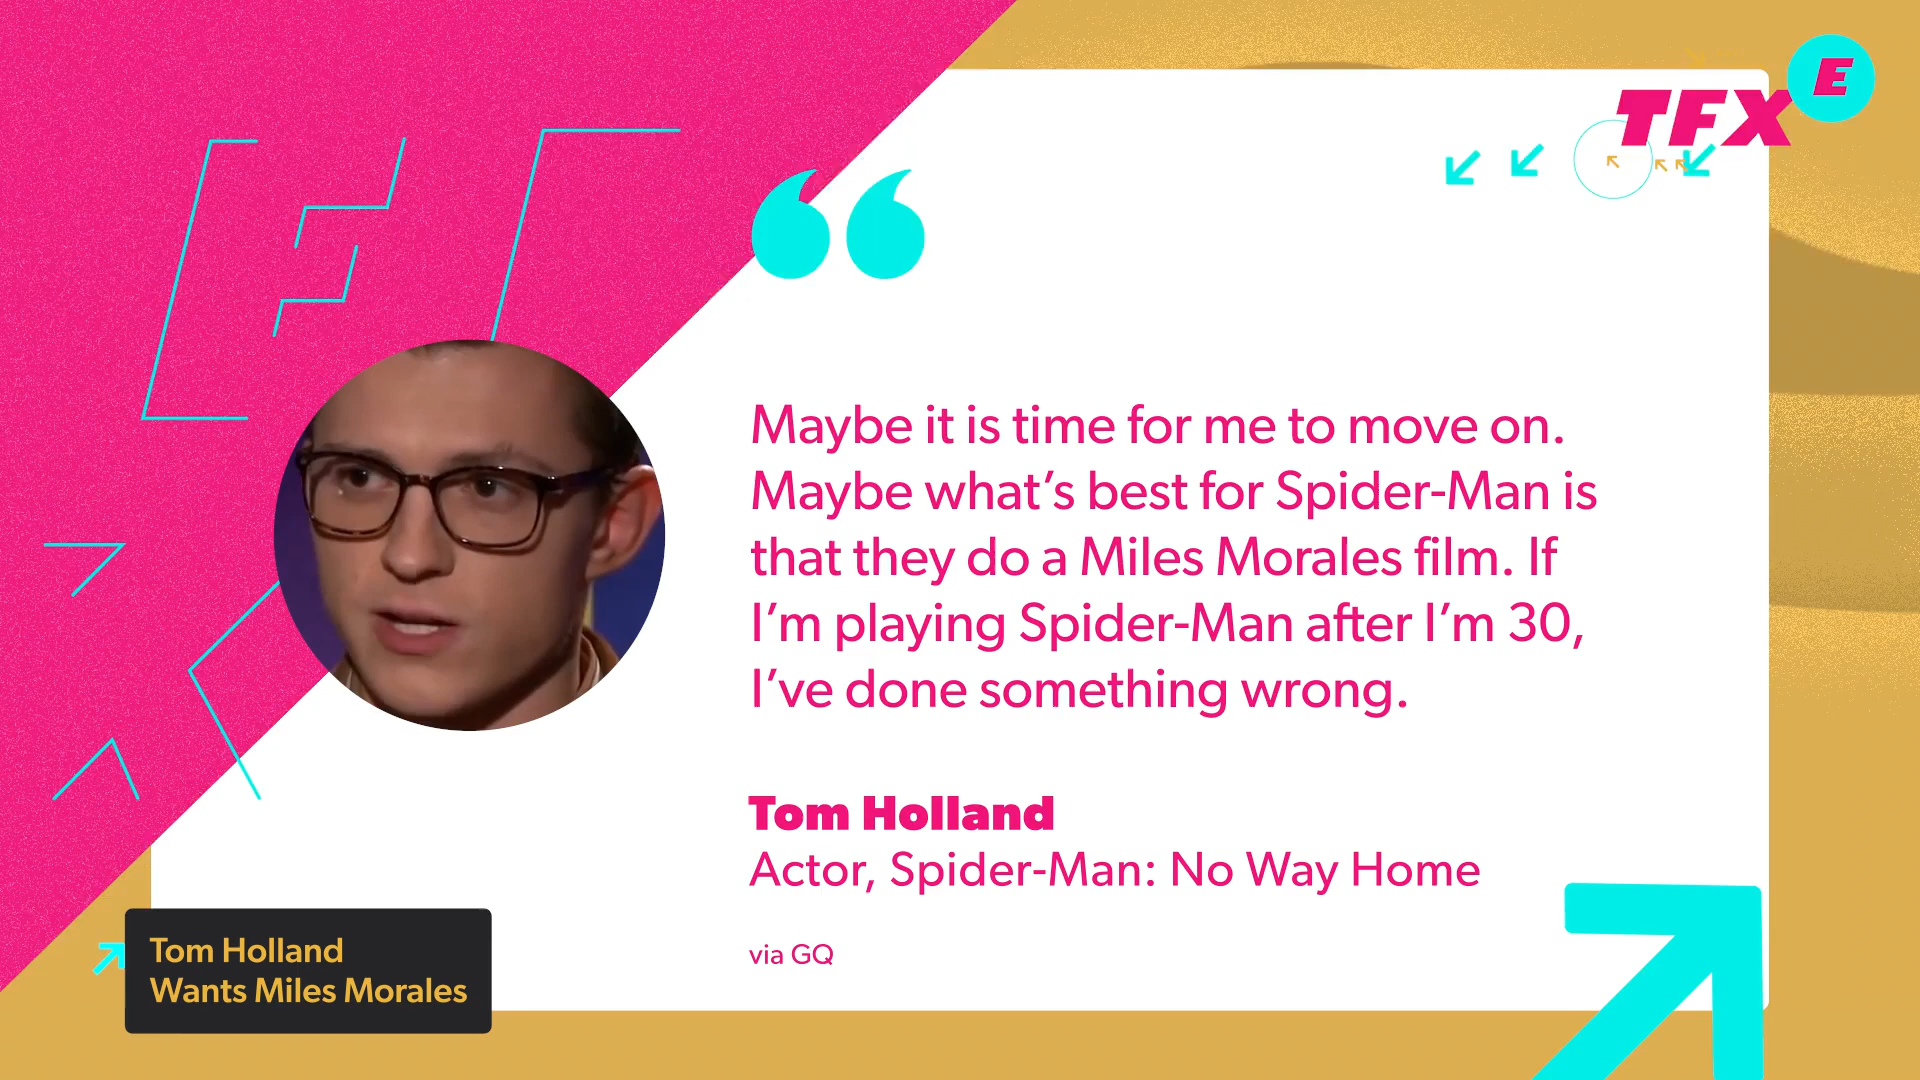 TFX E
Maybe it is time for me to move on.
Maybe what’s best for Spider-Man is
that they do a Miles Morales film. If
I’m playing Spider-Man after I’m 30,
I’ve done something wrong.
Tom Holland
Actor, Spider-Man: No Way Home
via GQ
Tom Holland
Wants Miles Morales